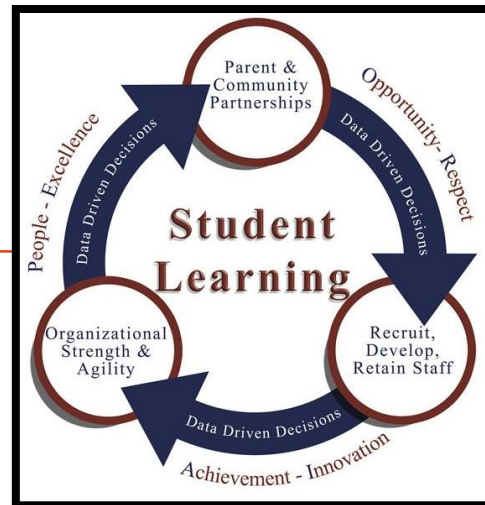 Parent &
Community
Partnerships
Opportunity- Respect
Data Driven Decisions
People - Excellence
Data Driven Decisions
Student
Learning
Organizational
Strength &
Agility
Recruit,
Develop,
Retain Staff
Data Driven Decisions
Achievement - Innovation